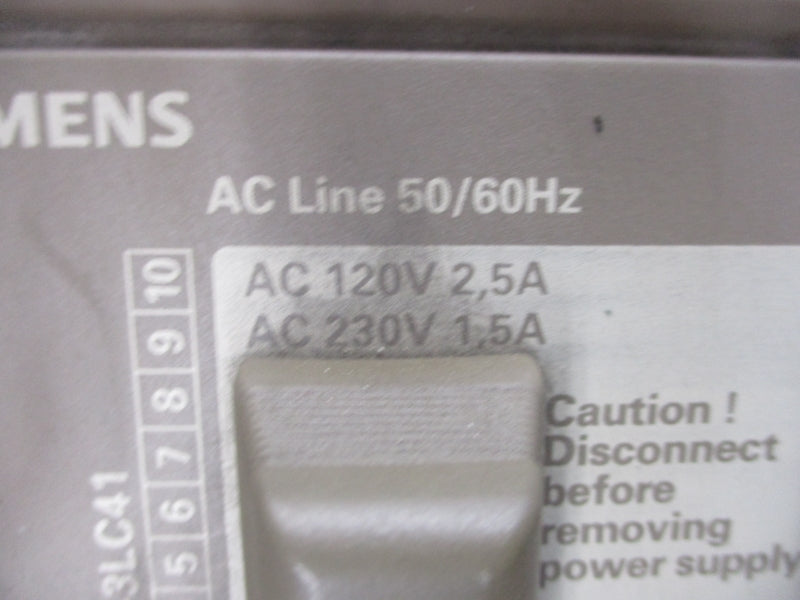 MENS
AC Line 50/60Hz
AC 120V 2,5A
AC 230V 1,5A
Caution !
Disconnect
before
removing
power supply
10
9
8
7
6
5
3LC41